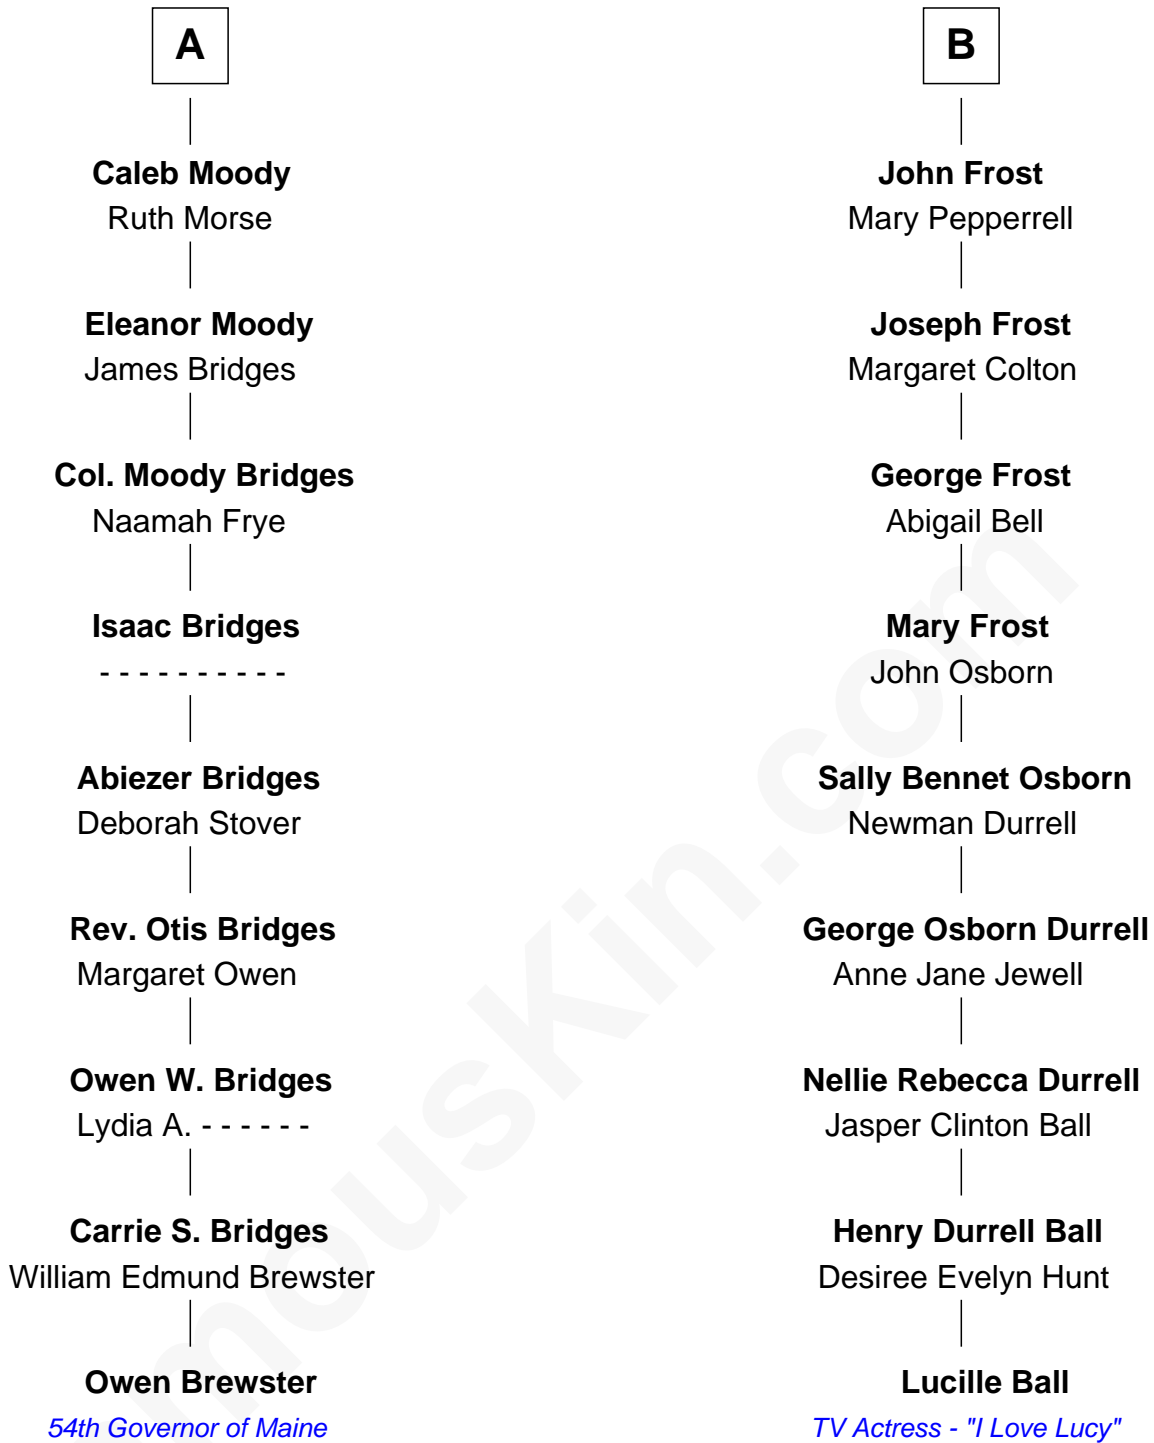 A
Caleb Moody
Ruth Morse
Eleanor Moody
James Bridges
Col. Moody Bridges
Naamah Frye
Isaac Bridges
- - - - - - - - - -
Abiezer Bridges
Deborah Stover
Rev. Otis Bridges
Margaret Owen
Owen W. Bridges
Lydia A. - - - - - -
Carrie S. Bridges
William Edmund Brewster
Owen Brewster
54th Governor of Maine
B
John Frost
Mary Pepperrell
Joseph Frost
Margaret Colton
George Frost
Abigail Bell
Mary Frost
John Osborn
Sally Bennet Osborn
Newman Durrell
George Osborn Durrell
Anne Jane Jewell
Nellie Rebecca Durrell
Jasper Clinton Ball
Henry Durrell Ball
Desiree Evelyn Hunt
Lucille Ball
TV Actress - "I Love Lucy"
mousKin.com